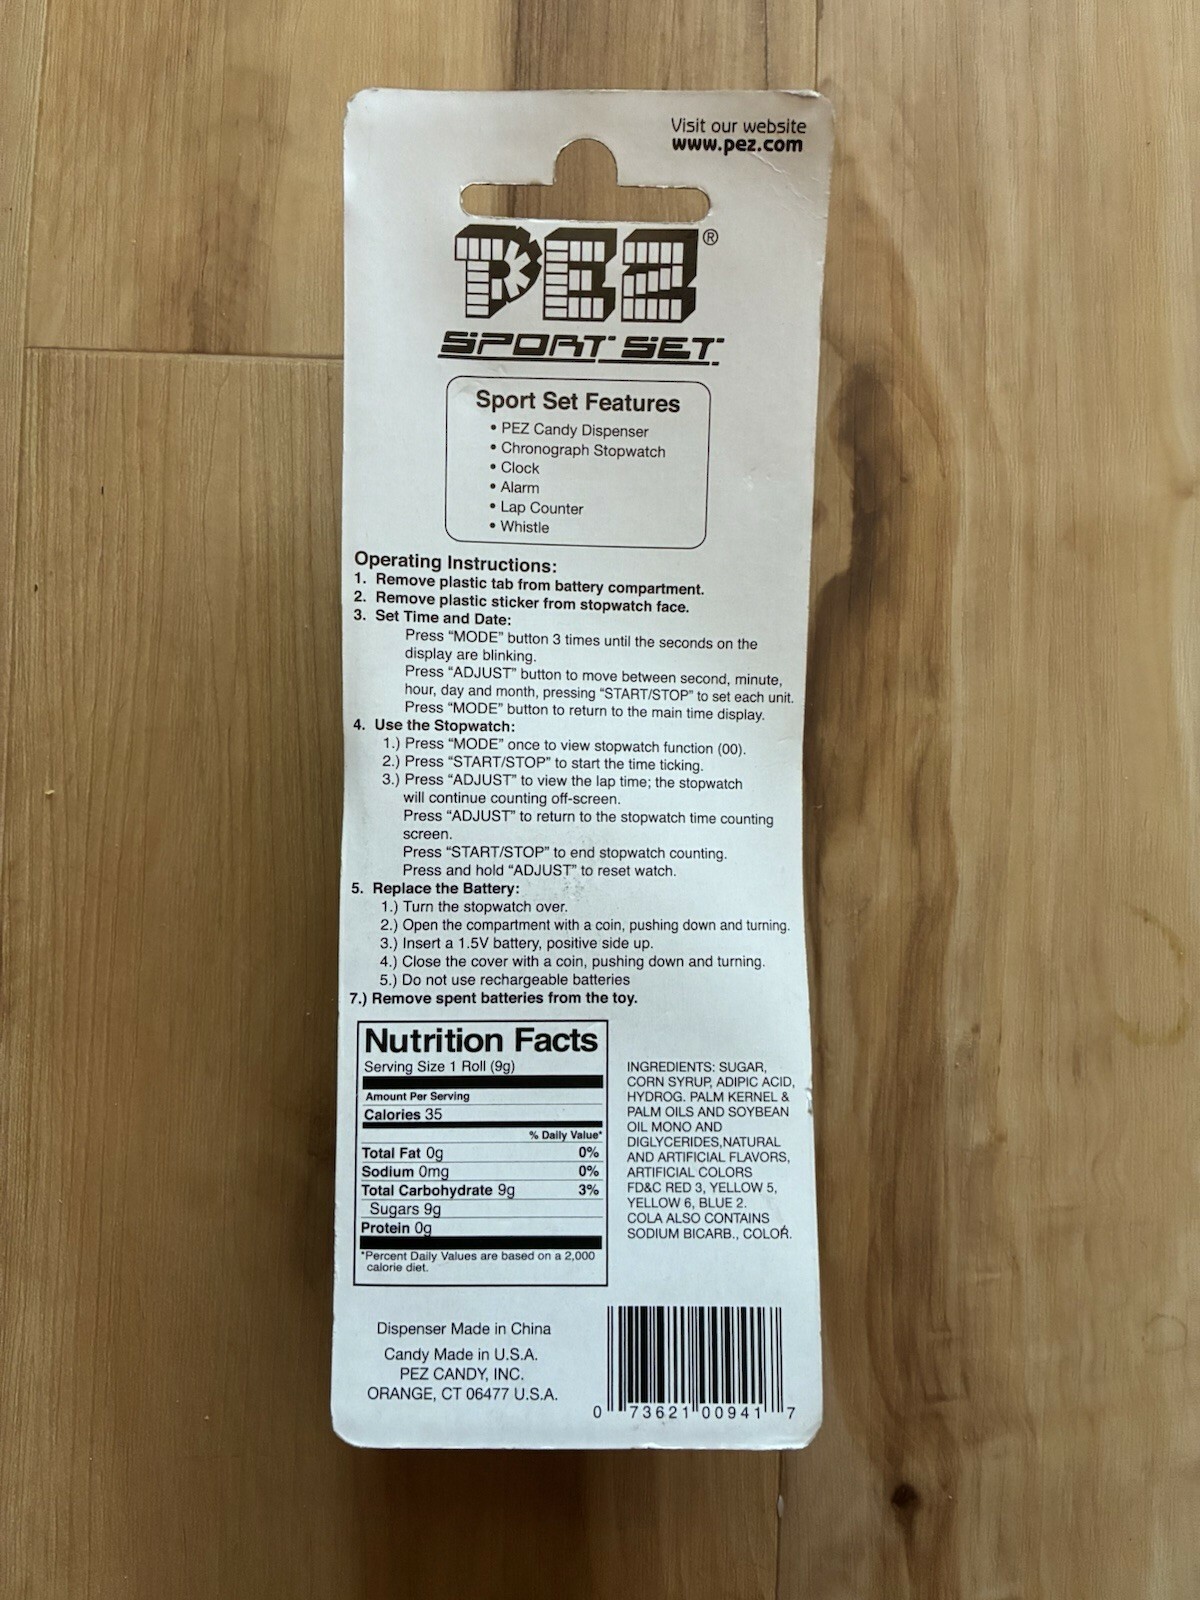 Visit our website
www.pez.com
PEZ®
SPORT SET
Sport Set Features
• PEZ Candy Dispenser
• Chronograph Stopwatch
• Clock
• Alarm
• Lap Counter
• Whistle
Operating Instructions:
1. Remove plastic tab from battery compartment.
2. Remove plastic sticker from stopwatch face.
3. Set Time and Date:
Press “MODE” button 3 times until the seconds on the
display are blinking.
Press “ADJUST” button to move between second, minute,
hour, day and month, pressing “START/STOP” to set each unit.
Press “MODE” button to return to the main time display.
4. Use the Stopwatch:
1.) Press “MODE” once to view stopwatch function (00).
2.) Press “START/STOP” to start the time ticking.
3.) Press “ADJUST” to view the lap time; the stopwatch
will continue counting off-screen.
Press “ADJUST” to return to the stopwatch time counting
screen.
Press “START/STOP” to end stopwatch counting.
Press and hold “ADJUST” to reset watch.
5. Replace the Battery:
1.) Turn the stopwatch over.
2.) Open the compartment with a coin, pushing down and turning.
3.) Insert a 1.5V battery, positive side up.
4.) Close the cover with a coin, pushing down and turning.
5.) Do not use rechargeable batteries
7.) Remove spent batteries from the toy.
Nutrition Facts
Serving Size 1 Roll (9g)
Amount Per Serving
Calories 35
% Daily Value*
Total Fat 0g 0%
Sodium 0mg 0%
Total Carbohydrate 9g 3%
Sugars 9g
Protein 0g
*Percent Daily Values are based on a 2,000
calorie diet.
INGREDIENTS: SUGAR,
CORN SYRUP, ADIPIC ACID,
HYDROG. PALM KERNEL &
PALM OILS AND SOYBEAN
OIL MONO AND
DIGLYCERIDES,NATURAL
AND ARTIFICIAL FLAVORS,
ARTIFICIAL COLORS
FD&C RED 3, YELLOW 5,
YELLOW 6, BLUE 2.
COLA ALSO CONTAINS
SODIUM BICARB., COLOR.
Dispenser Made in China
Candy Made in U.S.A.
PEZ CANDY, INC.
ORANGE, CT 06477 U.S.A.
0 73621 00941 7